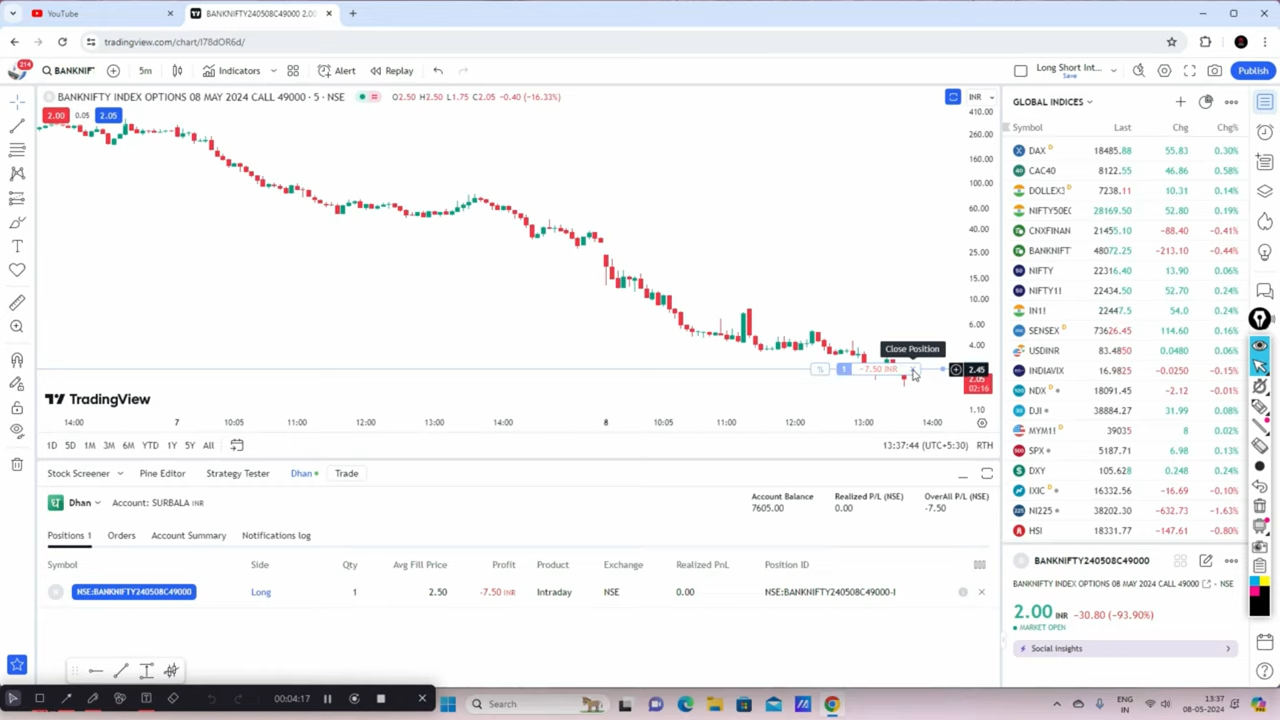 YouTube
BANKNIFTY240508C49000 2.00
tradingview.com/chart/I78dOR6d/
214
BANKNIF
5m
Indicators
Alert
Replay
Long Short Int...
Save
Publish
BANKNIFTY INDEX OPTIONS 08 MAY 2024 CALL 49000 · 5 · NSE
O2.50 H2.50 L1.75 C2.05 -0.40 (-16.33%)
INR
2.00 0.05 2.05
410.00
260.00
160.00
100.00
60.00
40.00
25.00
15.00
10.00
6.00
4.00
Close Position
1 -7.50 INR
2.45
2.05
02:16
1.10
TradingView
14:00 7 10:05 11:00 12:00 13:00 14:00 8 10:05 11:00 12:00 13:00 14:00
1D 5D 1M 3M 6M YTD 1Y 5Y All
13:37:44 (UTC+5:30) RTH
GLOBAL INDICES
Symbol Last Chg Chg%
DAX 18485.88 55.83 0.30%
CAC40 8122.55 46.86 0.58%
DOLLEX3 7238.11 10.31 0.14%
NIFTY50E( 28169.50 52.80 0.19%
CNXFINAN 21455.10 -88.40 -0.41%
BANKNIFT 48072.25 -213.10 -0.44%
NIFTY 22316.40 13.90 0.06%
NIFTY1! 22434.50 52.70 0.24%
IN1! 22447.5 54.0 0.24%
SENSEX 73626.45 114.60 0.16%
USDINR 83.4850 0.0480 0.06%
INDIAVIX 16.9825 -0.0250 -0.15%
NDX 18091.45 -2.12 -0.01%
DJI 38884.27 31.99 0.08%
MYM1! 39035 8 0.02%
SPX 5187.71 6.98 0.13%
DXY 105.628 0.248 0.24%
IXIC 16332.56 -16.69 -0.10%
NI225 38202.30 -632.73 -1.63%
HSI 18331.77 -147.61 -0.80%
Stock Screener
Pine Editor
Strategy Tester
Dhan
Trade
Dhan
Account: SURBALA INR
Account Balance Realized P/L (NSE) OverAll P/L (NSE)
7605.00 0.00 -7.50
Positions 1 Orders Account Summary Notifications log
Symbol Side Qty Avg Fill Price Profit Product Exchange Realized PnL Position ID
NSE:BANKNIFTY240508C49000 Long 1 2.50 -7.50 INR Intraday NSE 0.00 NSE:BANKNIFTY240508C49000-I
BANKNIFTY240508C49000
BANKNIFTY INDEX OPTIONS 08 MAY 2024 CALL 49000 · NSE
2.00 INR -30.80 (-93.90%)
MARKET OPEN
Social insights
00:04:17
Search
ENG
IN
13:37
08-05-2024